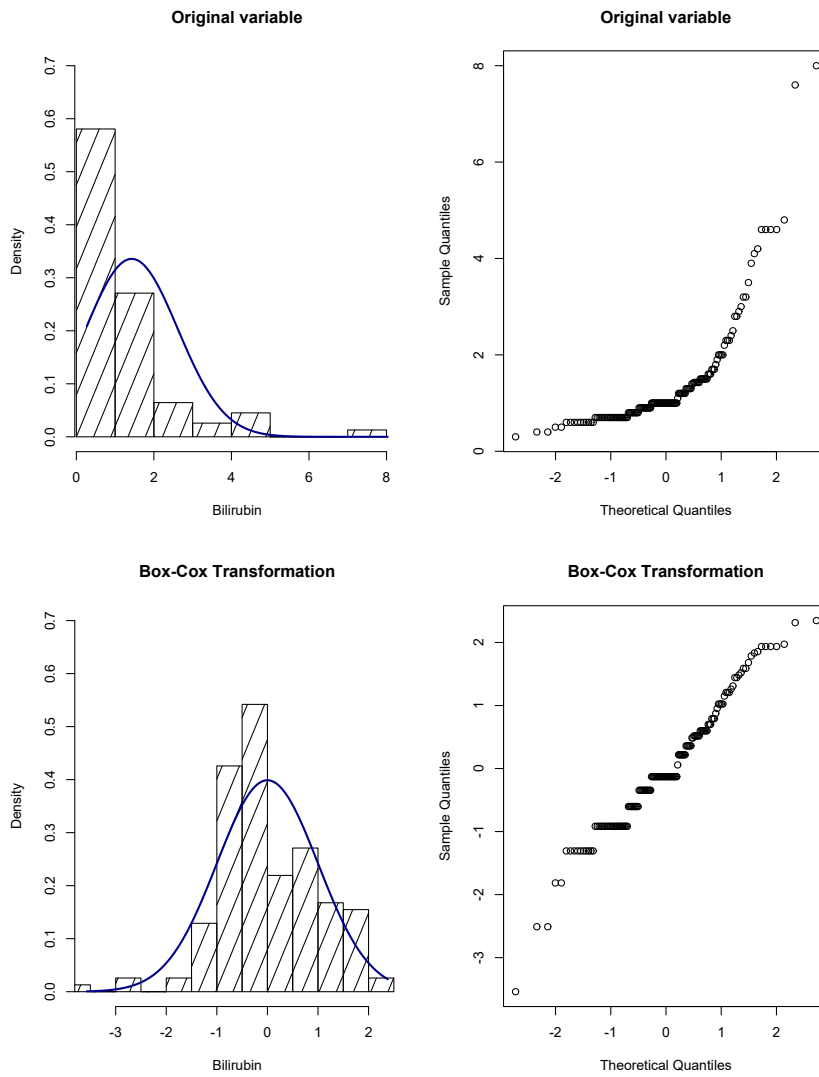 Original variable
Density
0.0 0.1 0.2 0.3 0.4 0.5 0.6 0.7
0 2 4 6 8
Bilirubin
Original variable
Sample Quantiles
0 2 4 6 8
-2 -1 0 1 2
Theoretical Quantiles
Box-Cox Transformation
Density
0.0 0.1 0.2 0.3 0.4 0.5 0.6 0.7
-3 -2 -1 0 1 2
Bilirubin
Box-Cox Transformation
Sample Quantiles
-3 -2 -1 0 1 2
-2 -1 0 1 2
Theoretical Quantiles